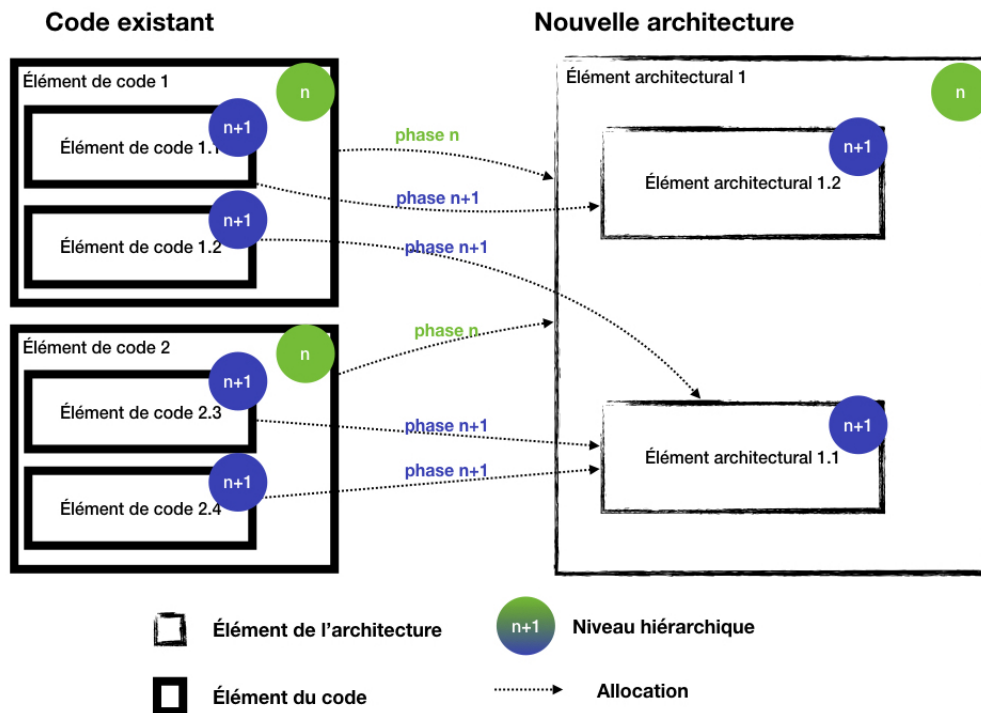 Code existant
Nouvelle architecture
Élément de code 1
n
Élément de code 1.1
n+1
Élément de code 1.2
n+1
Élément de code 2
n
Élément de code 2.3
n+1
Élément de code 2.4
n+1
phase n
phase n+1
phase n+1
phase n
phase n+1
phase n+1
Élément architectural 1
n
Élément architectural 1.2
n+1
Élément architectural 1.1
n+1
Élément de l’architecture
n+1
Niveau hiérarchique
Élément du code
Allocation